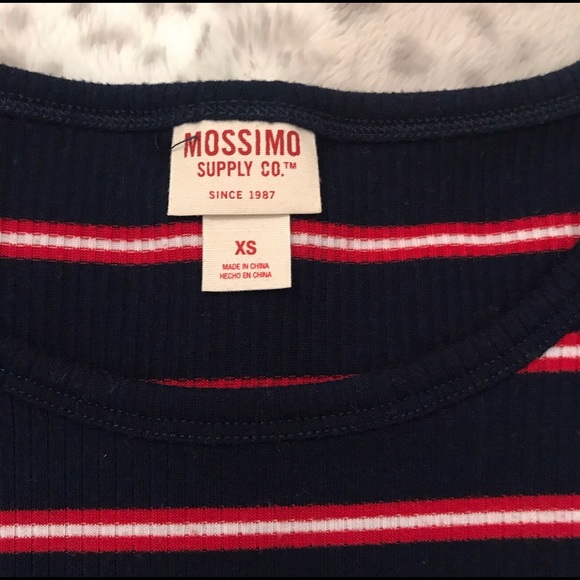 MOSSIMO
SUPPLY CO.™
SINCE 1987
XS
MADE IN CHINA
HECHO EN CHINA